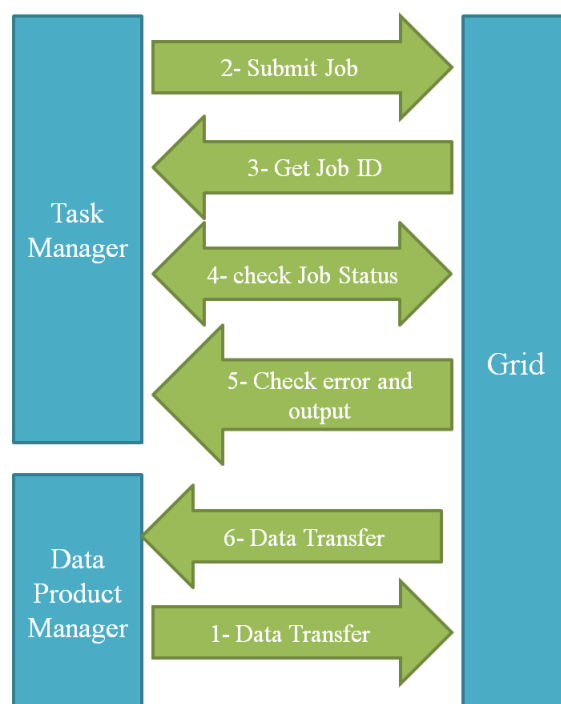 2- Submit Job
3- Get Job ID
Task
Manager
4- check Job Status
Grid
5- Check error and
output
6- Data Transfer
Data
Product
Manager
1- Data Transfer